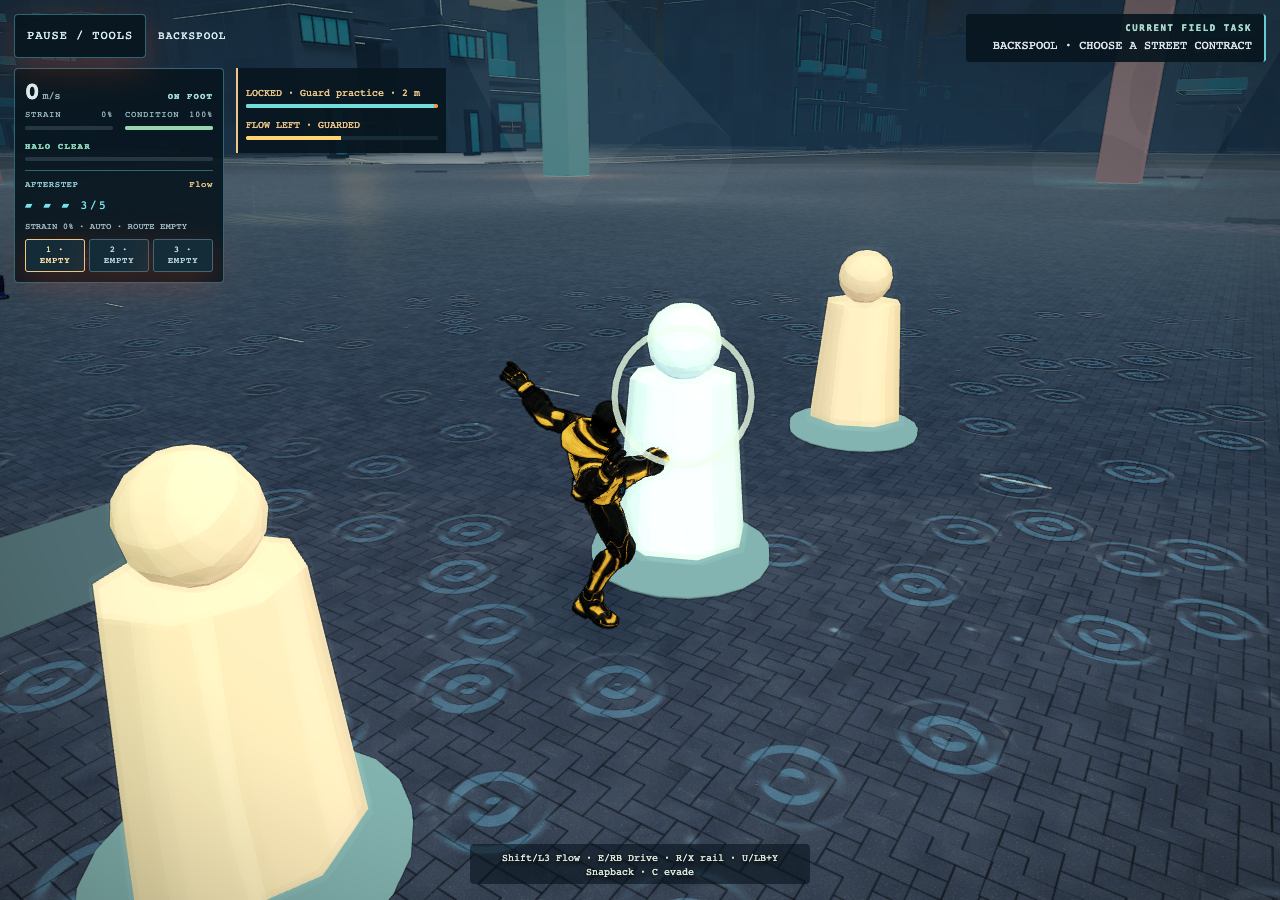 PAUSE / TOOLS
BACKSPOOL
CURRENT FIELD TASK
BACKSPOOL · CHOOSE A STREET CONTRACT
0 m/s
ON FOOT
STRAIN 0%
CONDITION 100%
HALO CLEAR
AFTERSTEP
Flow
3/5
STRAIN 0% · AUTO · ROUTE EMPTY
1 ·
EMPTY
2 ·
EMPTY
3 ·
EMPTY
LOCKED · Guard practice · 2 m
FLOW LEFT · GUARDED
Shift/L3 Flow · E/RB Drive · R/X rail · U/LB+Y
Snapback · C evade